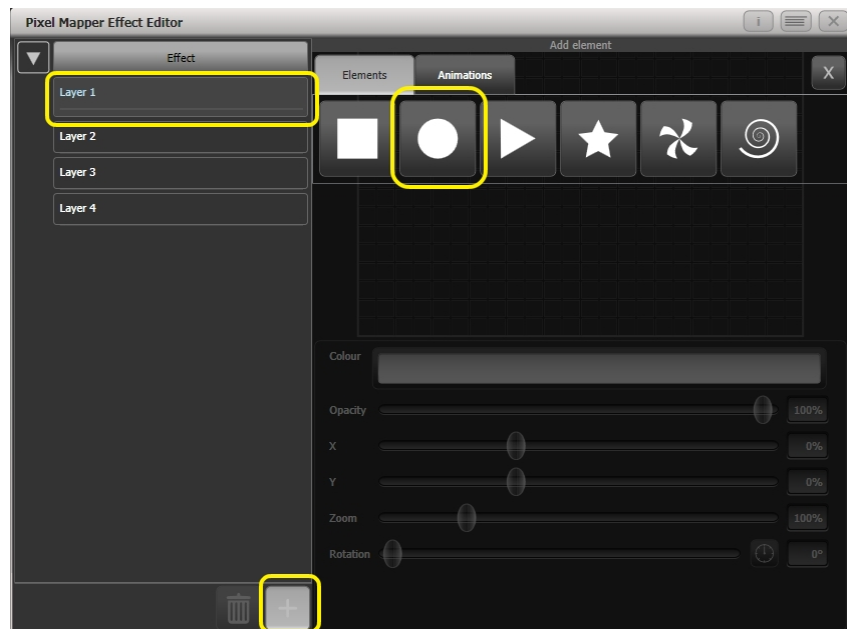 Pixel Mapper Effect Editor
i
X
Effect
Add element
Elements
Animations
X
Layer 1
Layer 2
Layer 3
Layer 4
Colour
Opacity
100%
X
0%
Y
0%
Zoom
100%
Rotation
0°